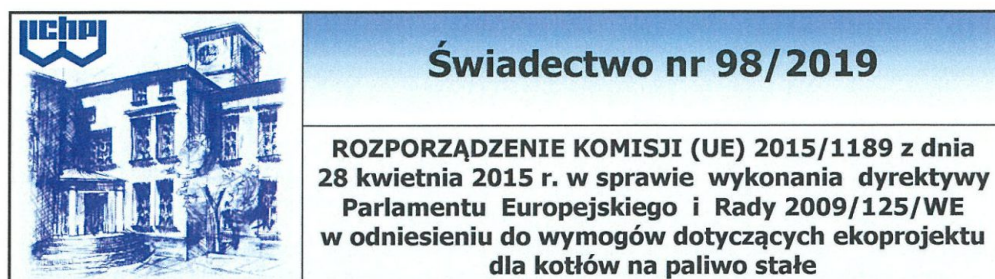 IChPW
Świadectwo nr 98/2019
ROZPORZĄDZENIE KOMISJI (UE) 2015/1189 z dnia
28 kwietnia 2015 r. w sprawie wykonania dyrektywy
Parlamentu Europejskiego i Rady 2009/125/WE
w odniesieniu do wymogów dotyczących ekoprojektu
dla kotłów na paliwo stałe